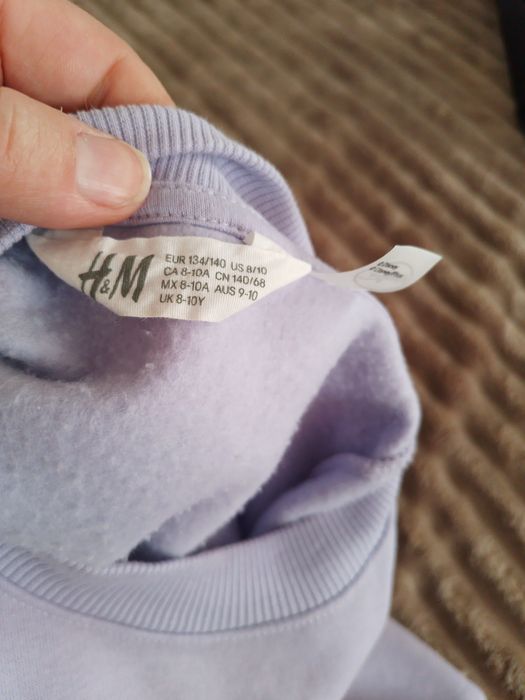 H&M
EUR 134/140 US 8/10
CA 8-10A CN 140/68
MX 8-10A AUS 9-10
UK 8-10Y